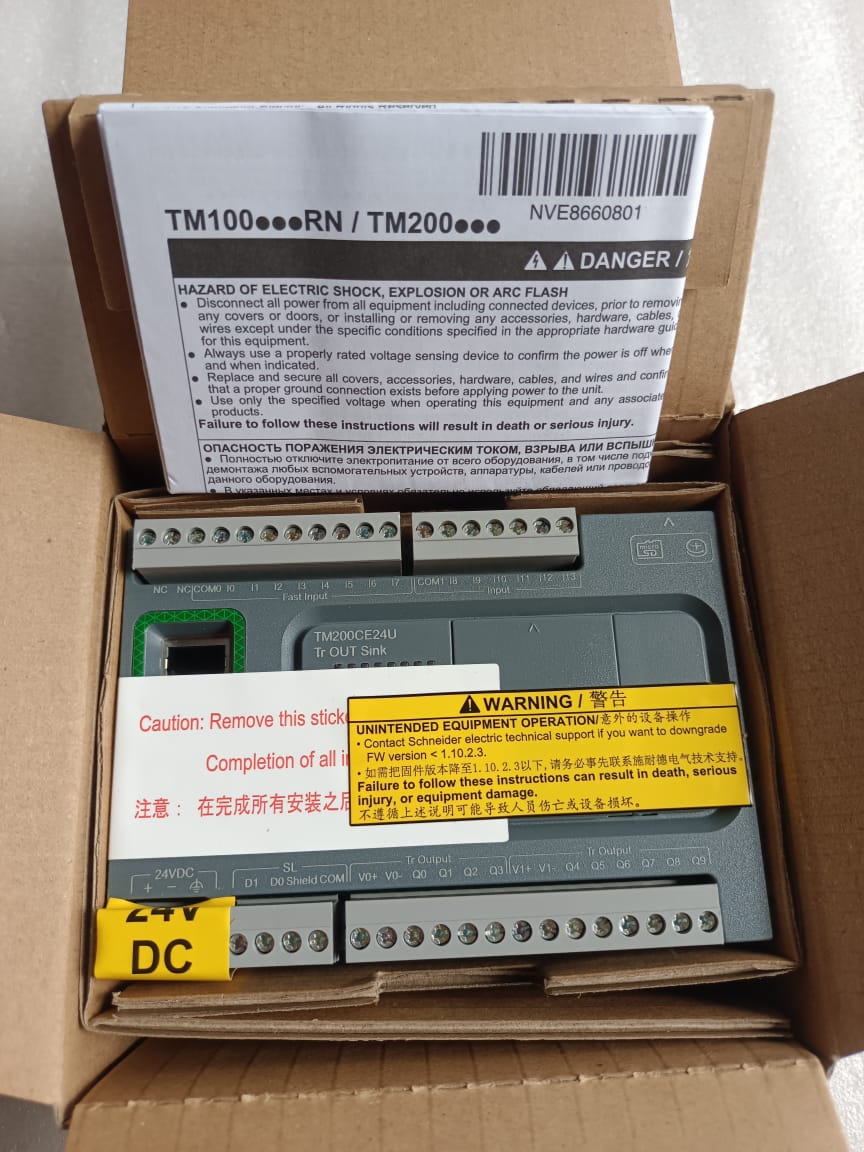 NVE8660801
TM100●●●RN / TM200●●●
DANGER /
HAZARD OF ELECTRIC SHOCK, EXPLOSION OR ARC FLASH
● Disconnect all power from all equipment including connected devices, prior to
any covers or doors, or installing or removing any accessories, hardware, cables,
wires except under the specific conditions specified in the appropriate hardware
for this equipment.
● Always use a properly rated voltage sensing device to confirm the power is off
and when indicated.
● Replace and secure all covers, accessories, hardware, cables, and wires and
that a proper ground connection exists before applying power to the unit.
● Use only the specified voltage when operating this equipment and any
products.
Failure to follow these instructions will result in death or serious injury.
ОПАСНОСТЬ ПОРАЖЕНИЯ ЭЛЕКТРИЧЕСКИМ ТОКОМ, ВЗРЫВА ИЛИ
● Полностью отключите электропитание от всего оборудования, в том числе
демонтажа любых вспомогательных устройств, аппаратуры, кабелей или
данного оборудования.
micro
SD
NC NC COM0 I0 I1 I2 I3 I4 I5 I6 I7 COM1 I8 I9 I10 I11 I12 I13
Fast Input Input
TM200CE24U
Tr OUT Sink
Caution: Remove this
Completion of all
注意： 在完成所有安装之后
WARNING / 警告
UNINTENDED EQUIPMENT OPERATION/意外的设备操作
• Contact Schneider electric technical support if you want to downgrade
FW version < 1.10.2.3.
• 如需把固件版本降至1.10.2.3以下,请务必事先联系施耐德电气技术支持。
Failure to follow these instructions can result in death, serious
injury, or equipment damage.
不遵循上述说明可能导致人员伤亡或设备损坏。
24VDC SL Tr Output Tr Output
+ − D1 D0 Shield COM V0+ V0- Q0 Q1 Q2 Q3 V1+ V1- Q4 Q5 Q6 Q7 Q8 Q9
24V
DC